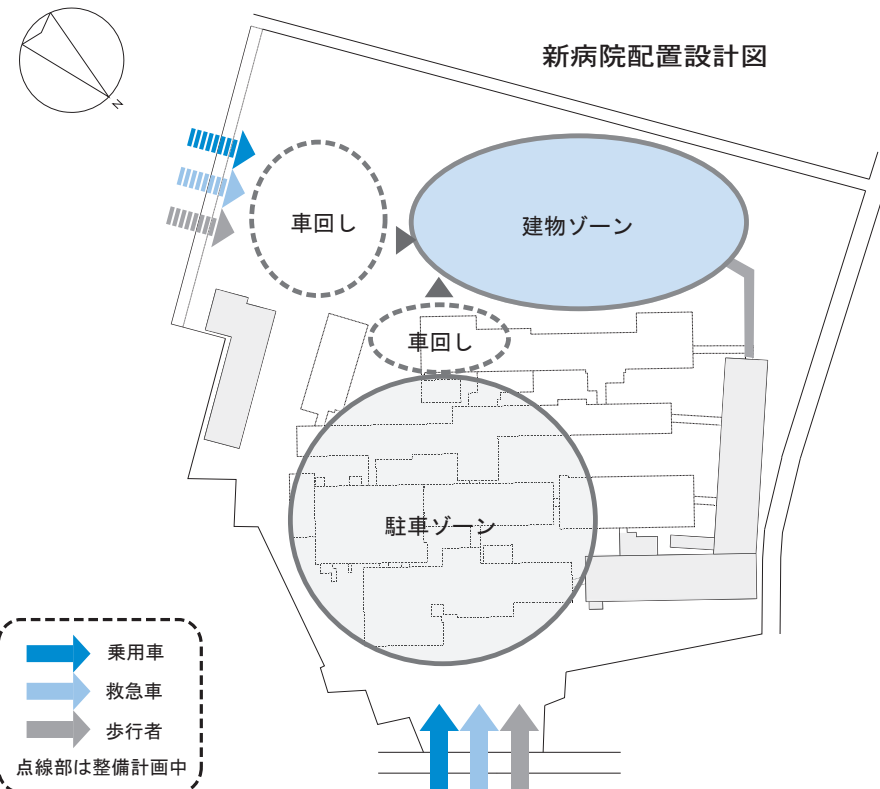 新病院配置設計図
N
車回し
建物ゾーン
車回し
駐車ゾーン
乗用車
救急車
歩行者
点線部は整備計画中